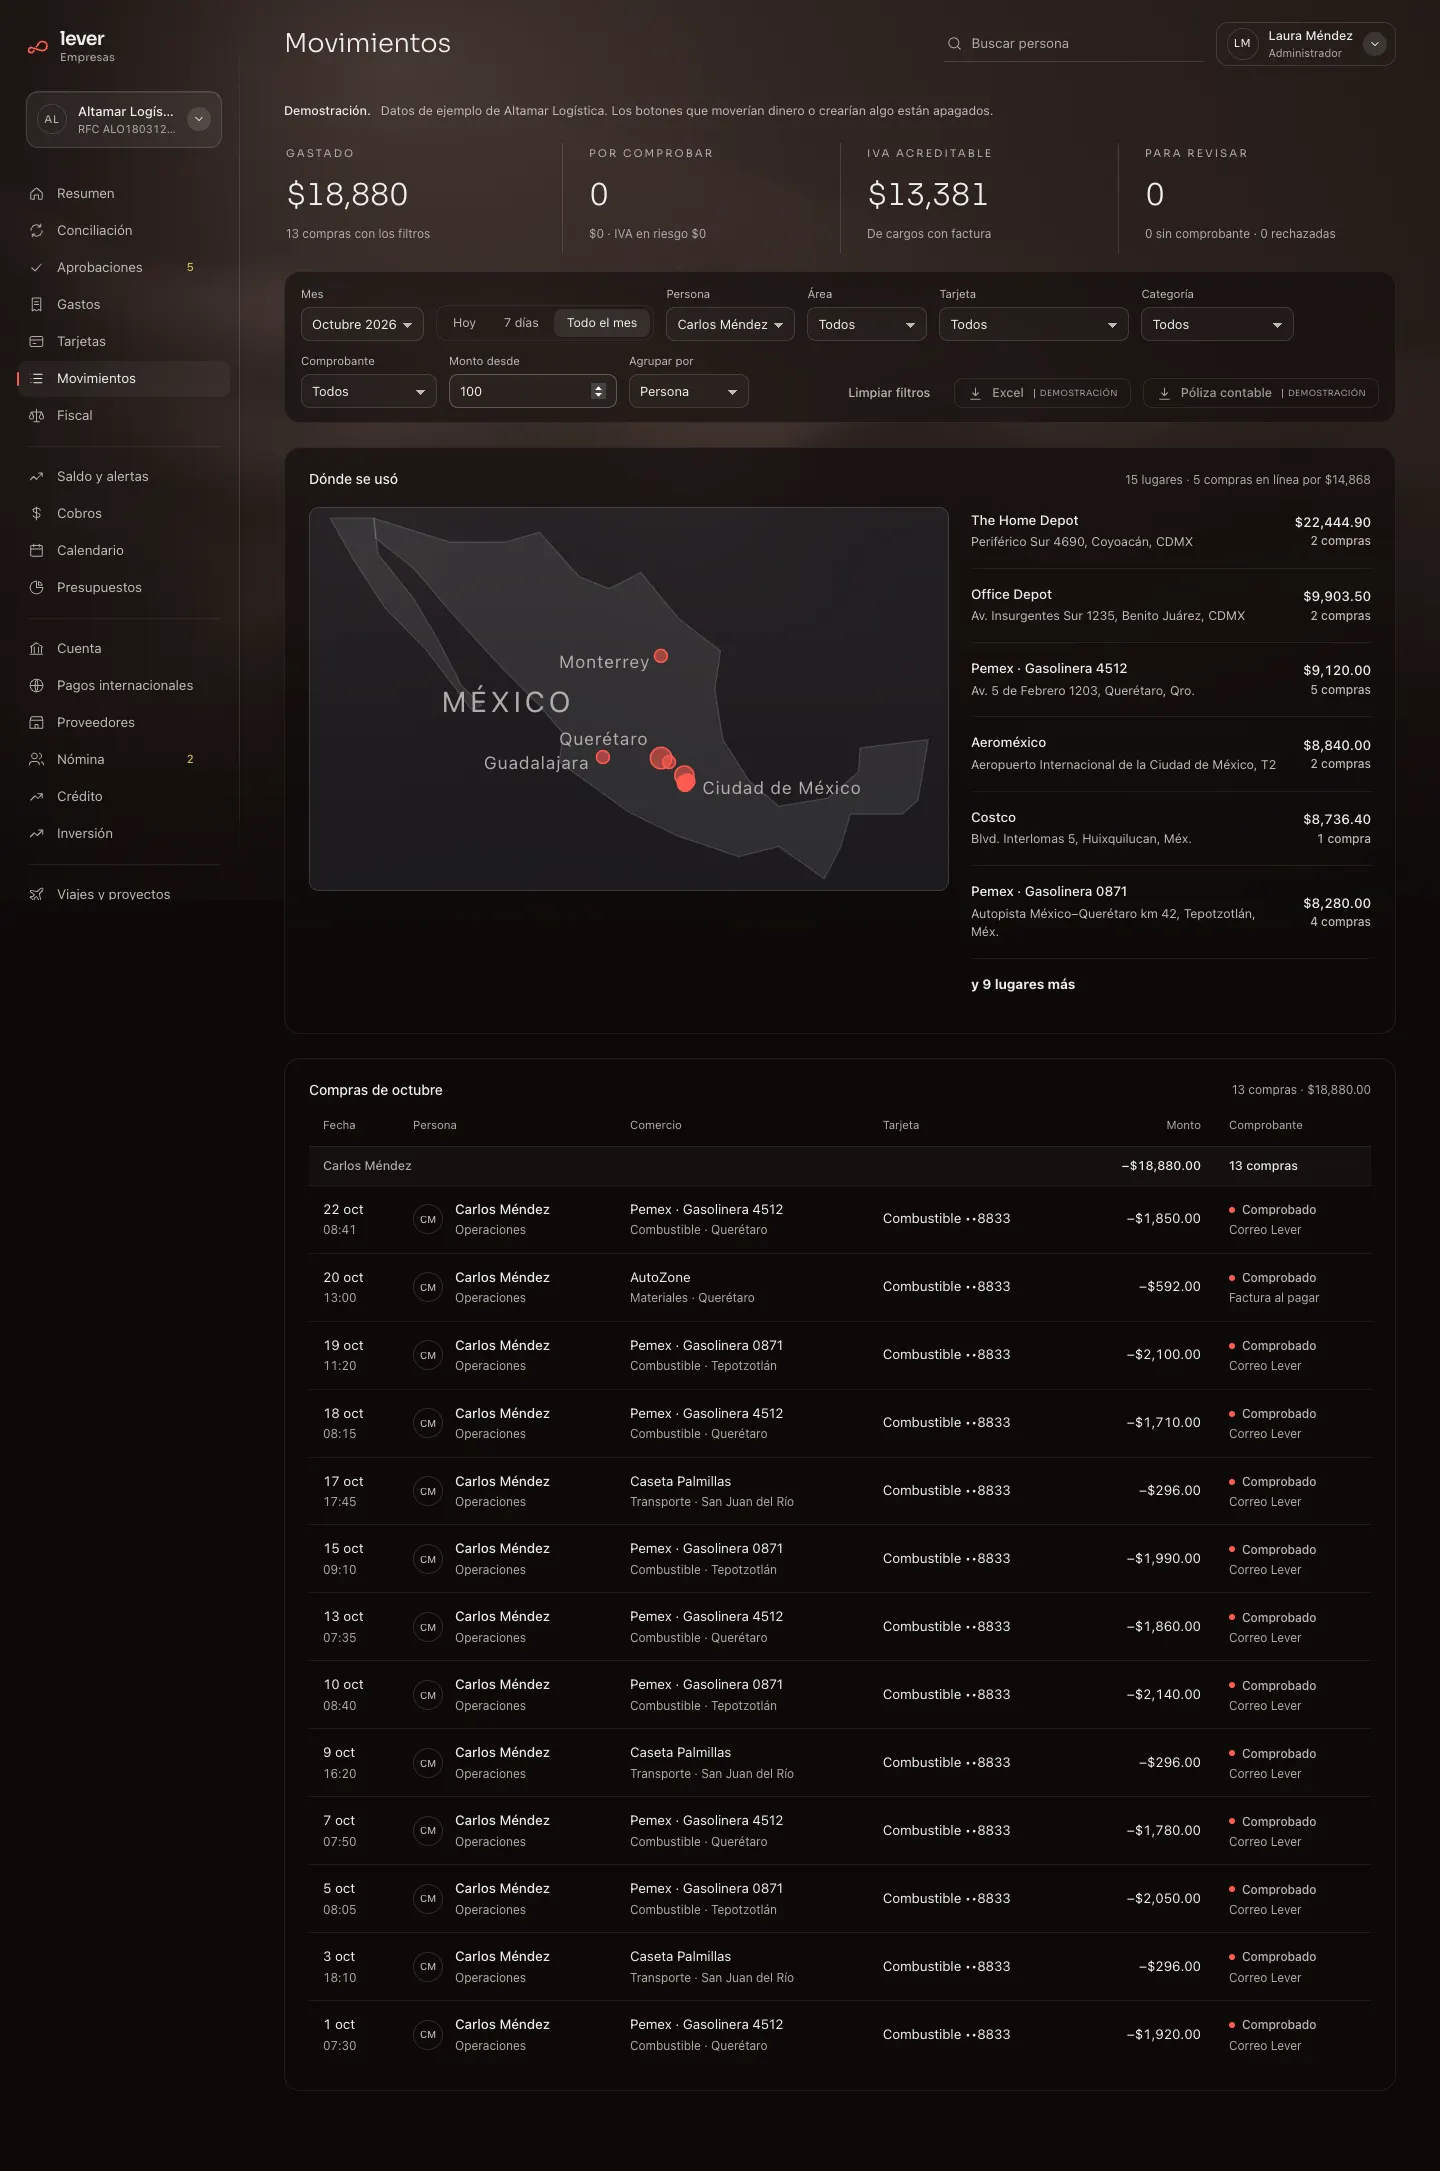 lever
Empresas
Movimientos
Buscar persona
LM
Laura Méndez
Administrador
AL
Altamar Logís...
RFC ALO180312...
Resumen
Conciliación
Aprobaciones 5
Gastos
Tarjetas
Movimientos
Fiscal
Saldo y alertas
Cobros
Calendario
Presupuestos
Cuenta
Pagos internacionales
Proveedores
Nómina 2
Crédito
Inversión
Viajes y proyectos
Demostración. Datos de ejemplo de Altamar Logística. Los botones que moverían dinero o crearían algo están apagados.
GASTADO
$18,880
13 compras con los filtros
POR COMPROBAR
0
$0 · IVA en riesgo $0
IVA ACREDITABLE
$13,381
De cargos con factura
PARA REVISAR
0
0 sin comprobante · 0 rechazadas
Mes
Octubre 2026
Hoy 7 días Todo el mes
Persona
Carlos Méndez
Área
Todos
Tarjeta
Todos
Categoría
Todos
Comprobante
Todos
Monto desde
100
Agrupar por
Persona
Limpiar filtros
Excel | DEMOSTRACIÓN
Póliza contable | DEMOSTRACIÓN
Dónde se usó
15 lugares · 5 compras en línea por $14,868
Monterrey
MÉXICO
Querétaro
Guadalajara
Ciudad de México
The Home Depot $22,444.90
Periférico Sur 4690, Coyoacán, CDMX 2 compras
Office Depot $9,903.50
Av. Insurgentes Sur 1235, Benito Juárez, CDMX 2 compras
Pemex · Gasolinera 4512 $9,120.00
Av. 5 de Febrero 1203, Querétaro, Qro. 5 compras
Aeroméxico $8,840.00
Aeropuerto Internacional de la Ciudad de México, T2 2 compras
Costco $8,736.40
Blvd. Interlomas 5, Huixquilucan, Méx. 1 compra
Pemex · Gasolinera 0871 $8,280.00
Autopista México–Querétaro km 42, Tepotzotlán, 4 compras
Méx.
y 9 lugares más
Compras de octubre 13 compras · $18,880.00
Fecha Persona Comercio Tarjeta Monto Comprobante
Carlos Méndez –$18,880.00 13 compras
22 oct CM Carlos Méndez Pemex · Gasolinera 4512 Combustible ••8833 –$1,850.00 Comprobado
08:41 Operaciones Combustible · Querétaro Correo Lever
20 oct CM Carlos Méndez AutoZone Combustible ••8833 –$592.00 Comprobado
13:00 Operaciones Materiales · Querétaro Factura al pagar
19 oct CM Carlos Méndez Pemex · Gasolinera 0871 Combustible ••8833 –$2,100.00 Comprobado
11:20 Operaciones Combustible · Tepotzotlán Correo Lever
18 oct CM Carlos Méndez Pemex · Gasolinera 4512 Combustible ••8833 –$1,710.00 Comprobado
08:15 Operaciones Combustible · Querétaro Correo Lever
17 oct CM Carlos Méndez Caseta Palmillas Combustible ••8833 –$296.00 Comprobado
17:45 Operaciones Transporte · San Juan del Río Correo Lever
15 oct CM Carlos Méndez Pemex · Gasolinera 0871 Combustible ••8833 –$1,990.00 Comprobado
09:10 Operaciones Combustible · Tepotzotlán Correo Lever
13 oct CM Carlos Méndez Pemex · Gasolinera 4512 Combustible ••8833 –$1,860.00 Comprobado
07:35 Operaciones Combustible · Querétaro Correo Lever
10 oct CM Carlos Méndez Pemex · Gasolinera 0871 Combustible ••8833 –$2,140.00 Comprobado
08:40 Operaciones Combustible · Tepotzotlán Correo Lever
9 oct CM Carlos Méndez Caseta Palmillas Combustible ••8833 –$296.00 Comprobado
16:20 Operaciones Transporte · San Juan del Río Correo Lever
7 oct CM Carlos Méndez Pemex · Gasolinera 4512 Combustible ••8833 –$1,780.00 Comprobado
07:50 Operaciones Combustible · Querétaro Correo Lever
5 oct CM Carlos Méndez Pemex · Gasolinera 0871 Combustible ••8833 –$2,050.00 Comprobado
08:05 Operaciones Combustible · Tepotzotlán Correo Lever
3 oct CM Carlos Méndez Caseta Palmillas Combustible ••8833 –$296.00 Comprobado
18:10 Operaciones Transporte · San Juan del Río Correo Lever
1 oct CM Carlos Méndez Pemex · Gasolinera 4512 Combustible ••8833 –$1,920.00 Comprobado
07:30 Operaciones Combustible · Querétaro Correo Lever